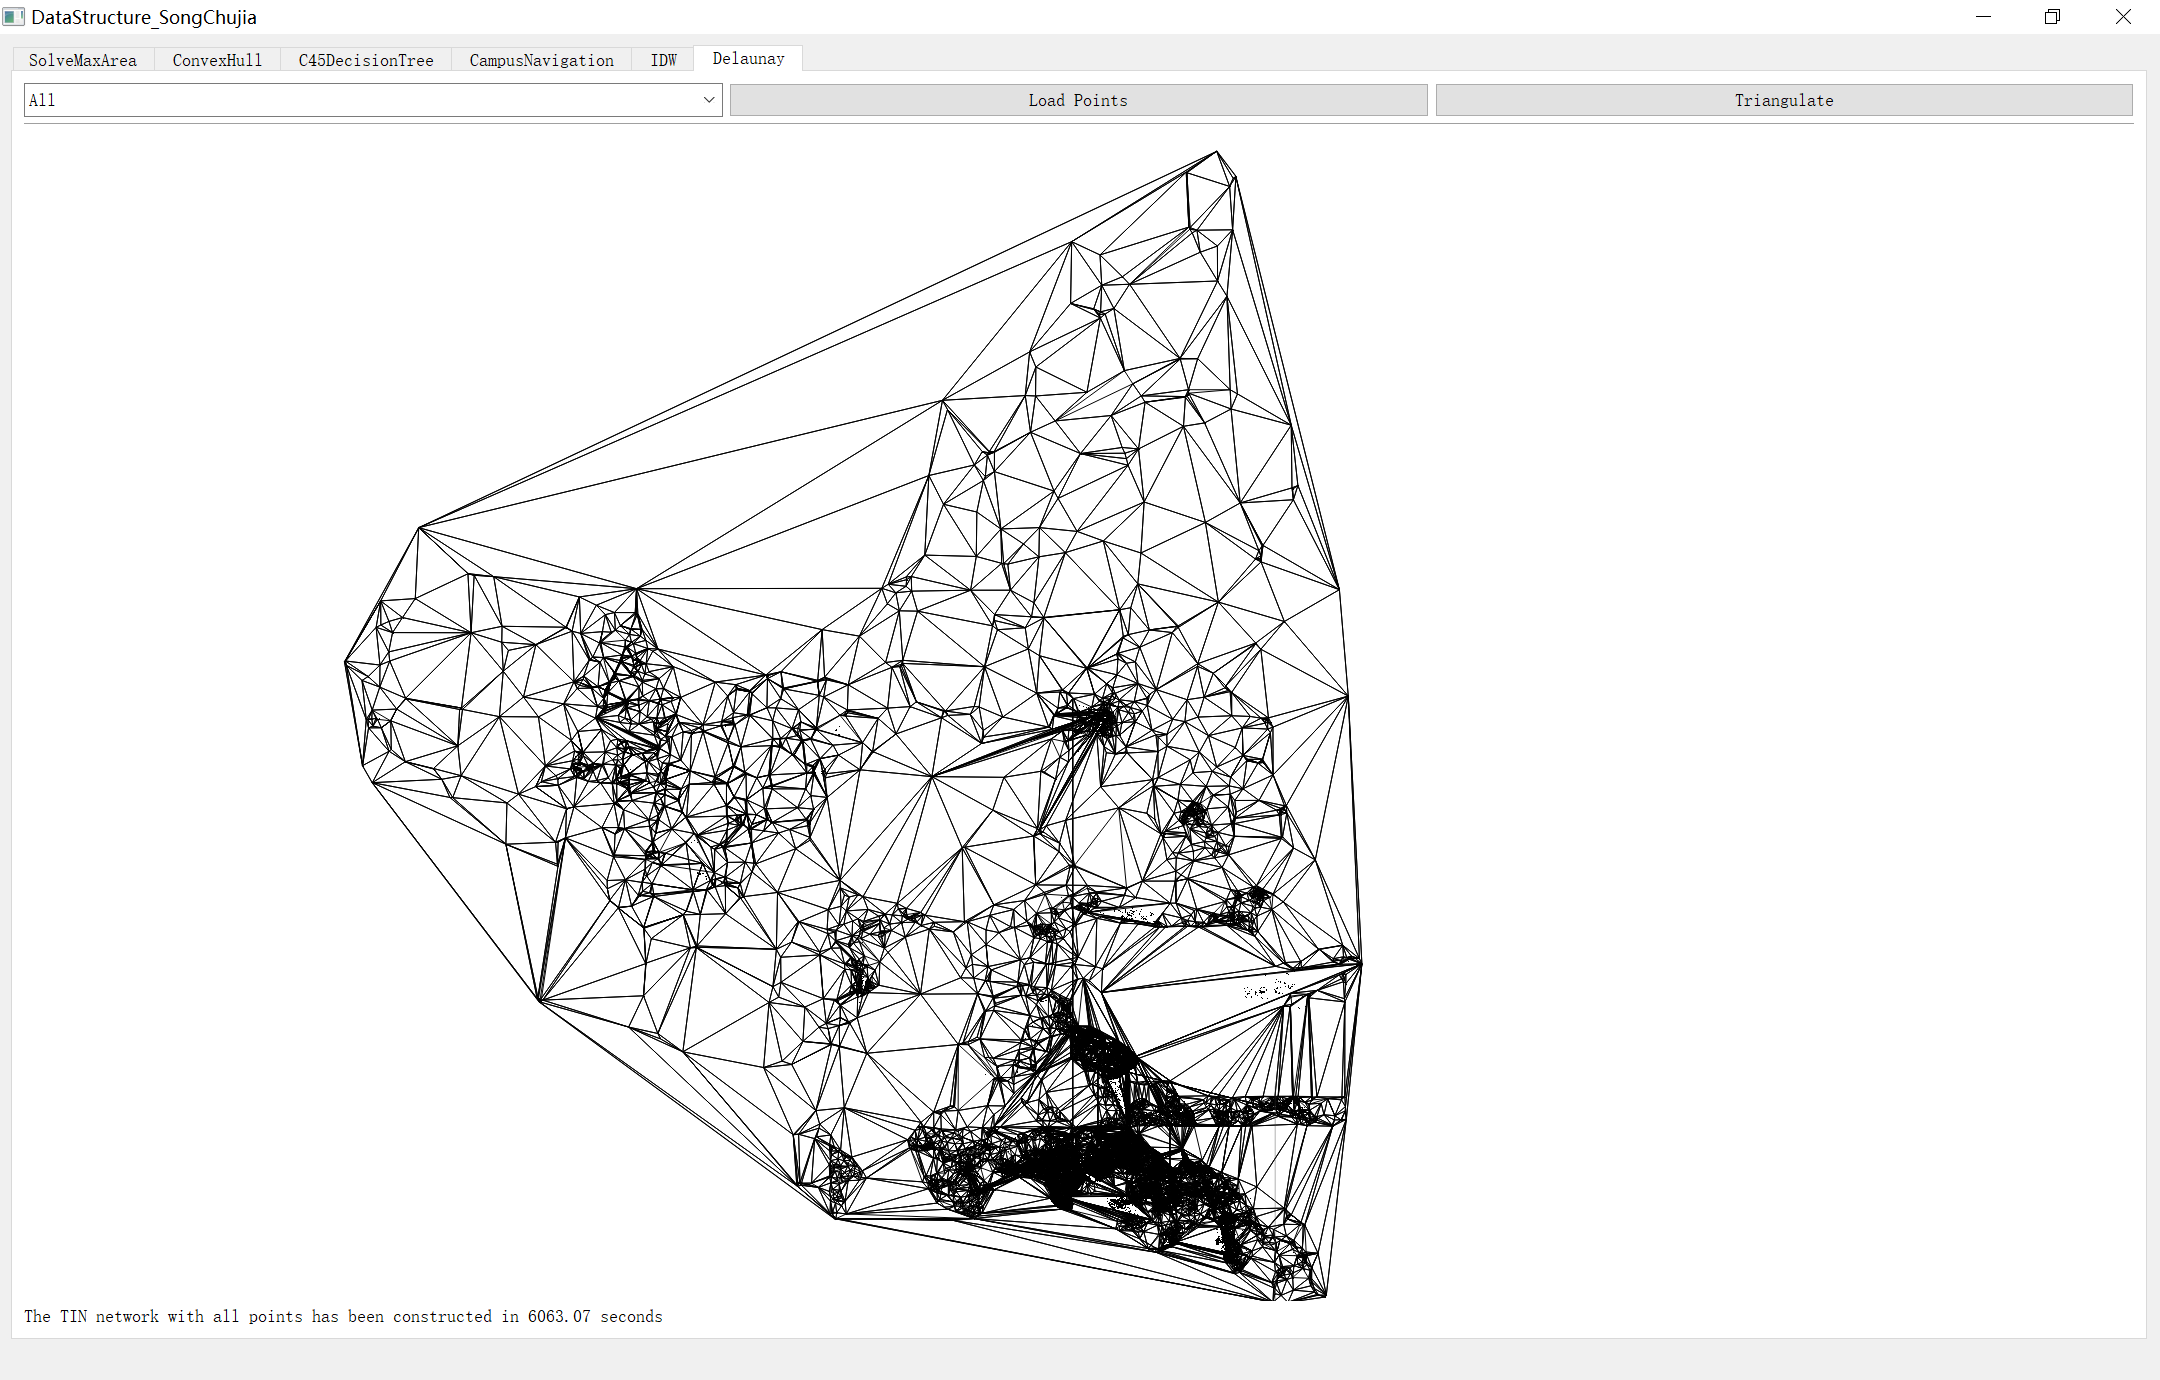 DataStructure_SongChujia
SolveMaxArea ConvexHull C45DecisionTree CampusNavigation IDW Delaunay
All Load Points Triangulate
The TIN network with all points has been constructed in 6063.07 seconds